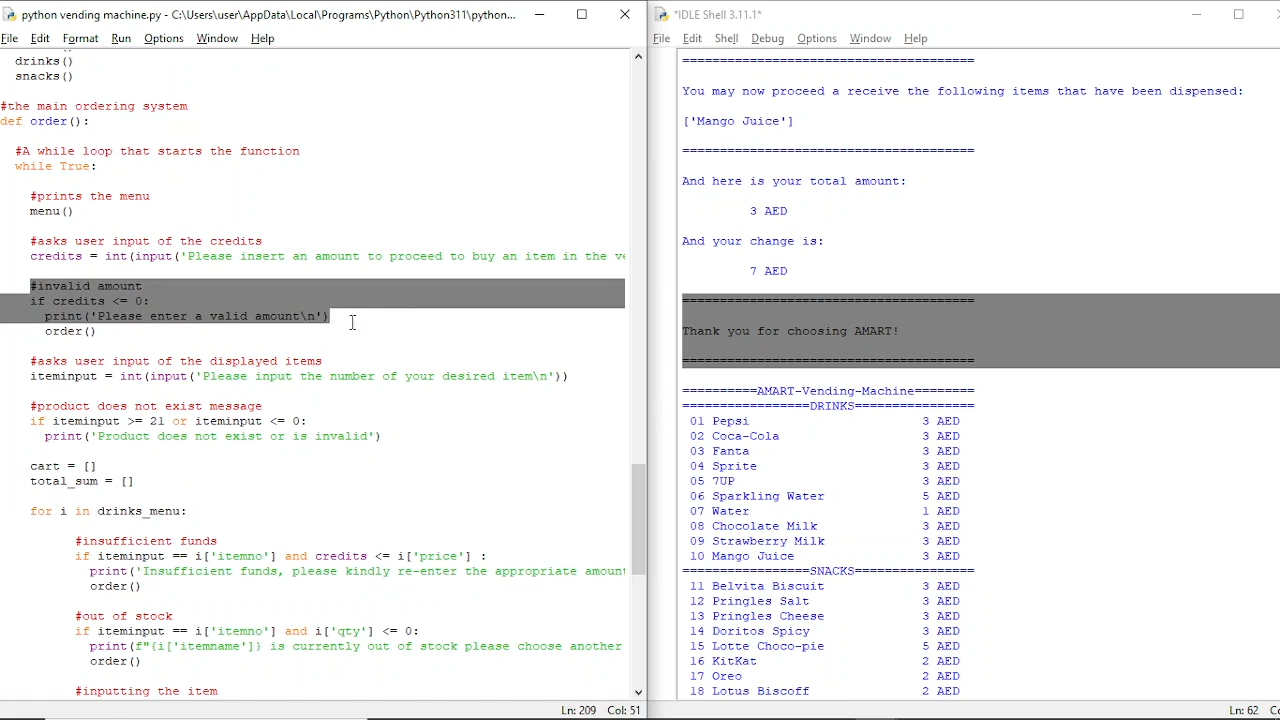 python vending machine.py - C:\Users\user\AppData\Local\Programs\Python\Python311\python...
File Edit Format Run Options Window Help
drinks()
snacks()
#the main ordering system
def order():
#A while loop that starts the function
while True:
#prints the menu
menu()
#asks user input of the credits
credits = int(input('Please insert an amount to proceed to buy an item in the ve
#invalid amount
if credits <= 0:
print('Please enter a valid amount\n')
order()
#asks user input of the displayed items
iteminput = int(input('Please input the number of your desired item\n'))
#product does not exist message
if iteminput >= 21 or iteminput <= 0:
print('Product does not exist or is invalid')
cart = []
total_sum = []
for i in drinks_menu:
#insufficient funds
if iteminput == i['itemno'] and credits <= i['price'] :
print('Insufficient funds, please kindly re-enter the appropriate amount
order()
#out of stock
if iteminput == i['itemno'] and i['qty'] <= 0:
print(f"{i['itemname']} is currently out of stock please choose another
order()
#inputting the item
Ln: 209 Col: 51
*IDLE Shell 3.11.1*
File Edit Shell Debug Options Window Help
=======================================
You may now proceed a receive the following items that have been dispensed:
['Mango Juice']
=======================================
And here is your total amount:
3 AED
And your change is:
7 AED
=======================================
Thank you for choosing AMART!
=======================================
==========AMART-Vending-Machine========
=================DRINKS================
01 Pepsi 3 AED
02 Coca-Cola 3 AED
03 Fanta 3 AED
04 Sprite 3 AED
05 7UP 3 AED
06 Sparkling Water 5 AED
07 Water 1 AED
08 Chocolate Milk 3 AED
09 Strawberry Milk 3 AED
10 Mango Juice 3 AED
=================SNACKS================
11 Belvita Biscuit 3 AED
12 Pringles Salt 3 AED
13 Pringles Cheese 3 AED
14 Doritos Spicy 3 AED
15 Lotte Choco-pie 5 AED
16 KitKat 2 AED
17 Oreo 2 AED
18 Lotus Biscoff 2 AED
Ln: 62 Co